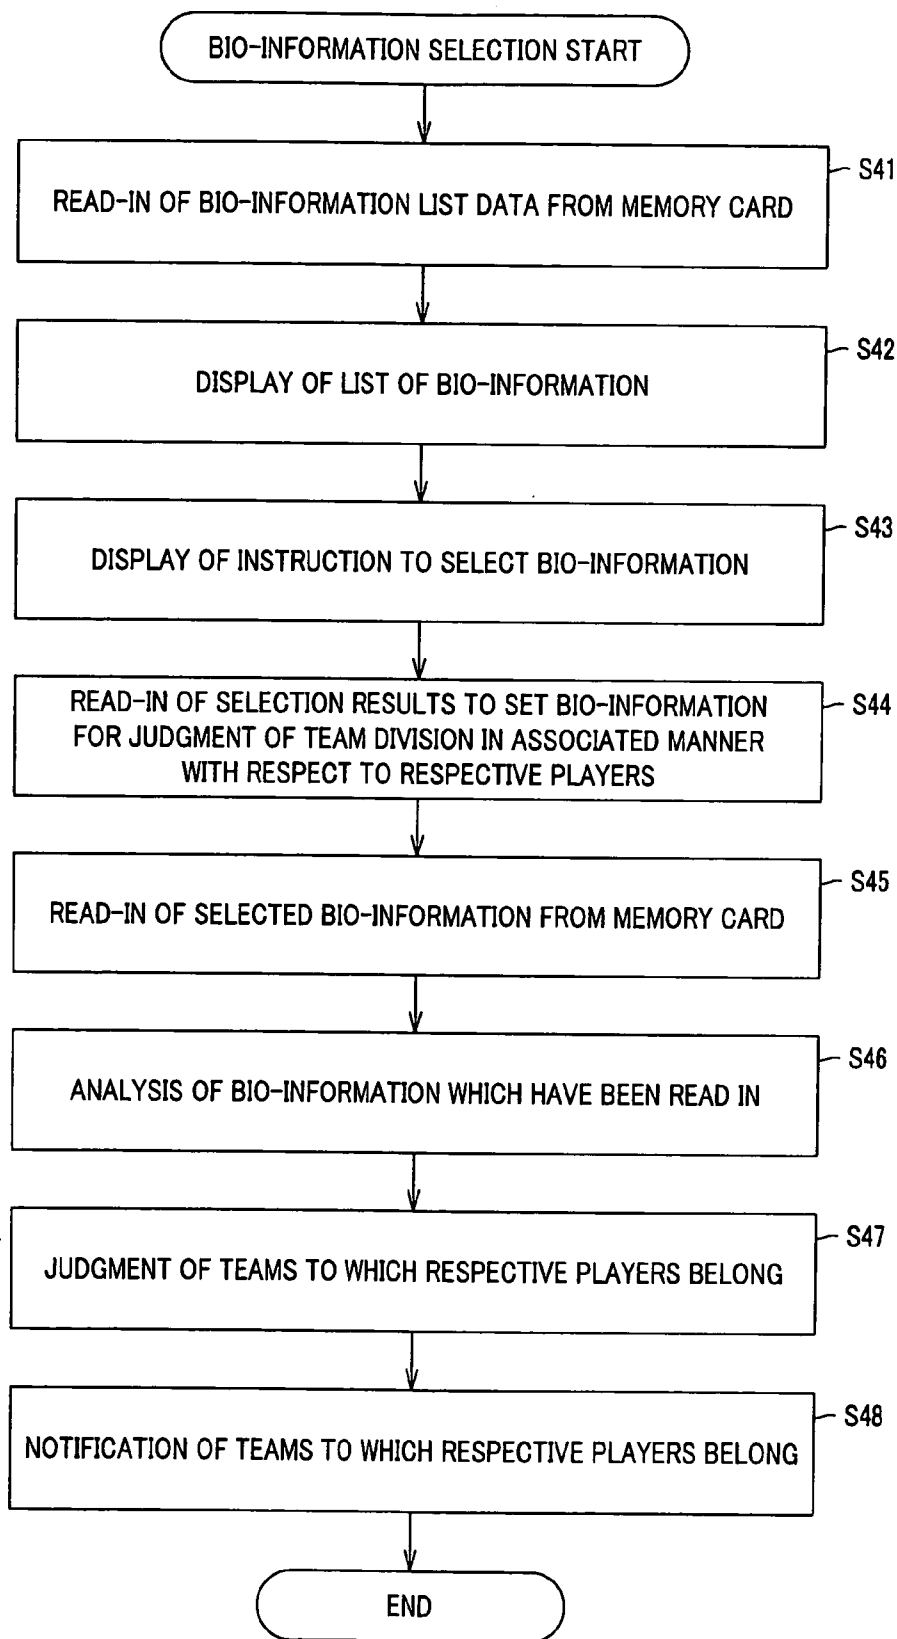 BIO-INFORMATION SELECTION START
S41
READ-IN OF BIO-INFORMATION LIST DATA FROM MEMORY CARD
S42
DISPLAY OF LIST OF BIO-INFORMATION
S43
DISPLAY OF INSTRUCTION TO SELECT BIO-INFORMATION
S44
READ-IN OF SELECTION RESULTS TO SET BIO-INFORMATION
FOR JUDGMENT OF TEAM DIVISION IN ASSOCIATED MANNER
WITH RESPECT TO RESPECTIVE PLAYERS
S45
READ-IN OF SELECTED BIO-INFORMATION FROM MEMORY CARD
S46
ANALYSIS OF BIO-INFORMATION WHICH HAVE BEEN READ IN
S47
JUDGMENT OF TEAMS TO WHICH RESPECTIVE PLAYERS BELONG
S48
NOTIFICATION OF TEAMS TO WHICH RESPECTIVE PLAYERS BELONG
END